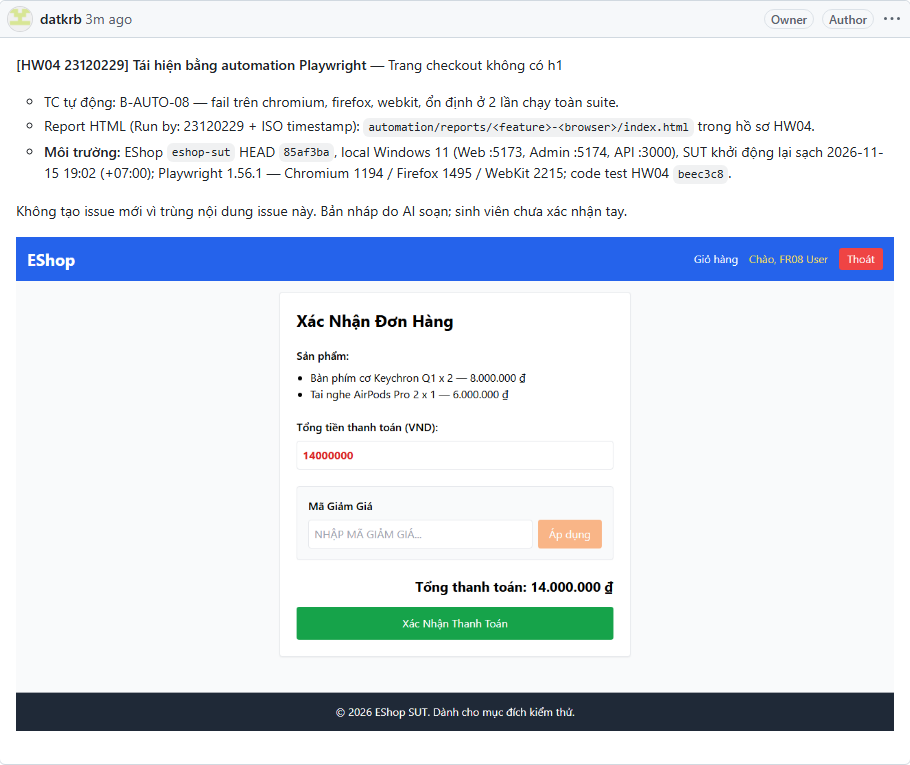 datkrb 3m ago
Owner
Author
[HW04 23120229] Tái hiện bằng automation Playwright — Trang checkout không có h1
TC tự động: B-AUTO-08 — fail trên chromium, firefox, webkit, ổn định ở 2 lần chạy toàn suite.
Report HTML (Run by: 23120229 + ISO timestamp): automation/reports/<feature>-<browser>/index.html trong hồ sơ HW04.
Môi trường: EShop eshop-sut HEAD 85af3ba, local Windows 11 (Web :5173, Admin :5174, API :3000), SUT khởi động lại sạch 2026-11-
15 19:02 (+07:00); Playwright 1.56.1 — Chromium 1194 / Firefox 1495 / WebKit 2215; code test HW04 beec3c8 .
Không tạo issue mới vì trùng nội dung issue này. Bản nháp do AI soạn; sinh viên chưa xác nhận tay.
EShop
Giỏ hàng
Chào, FR08 User
Thoát
Xác Nhận Đơn Hàng
Sản phẩm:
Bàn phím cơ Keychron Q1 x 2 — 8.000.000 ₫
Tai nghe AirPods Pro 2 x 1 — 6.000.000 ₫
Tổng tiền thanh toán (VND):
14000000
Mã Giảm Giá
NHẬP MÃ GIẢM GIÁ...
Áp dụng
Tổng thanh toán: 14.000.000 ₫
Xác Nhận Thanh Toán
© 2026 EShop SUT. Dành cho mục đích kiểm thử.